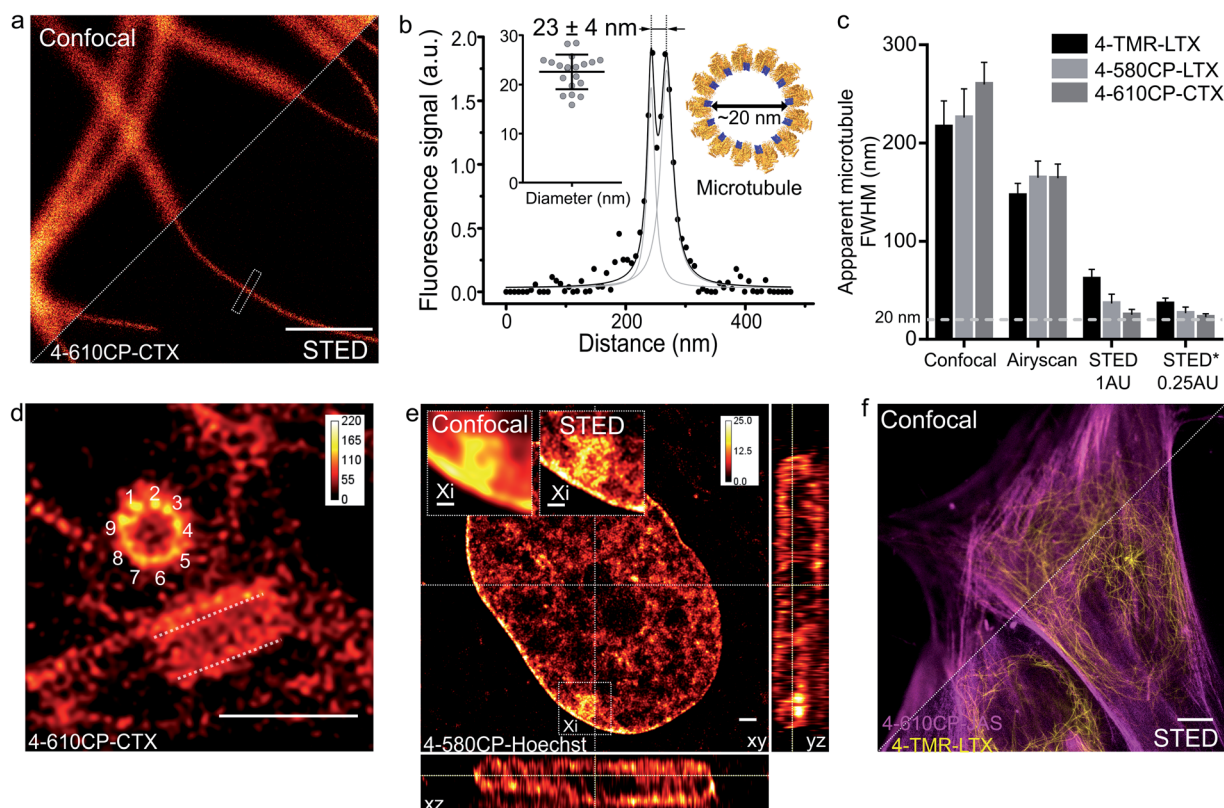 a
Confocal
4-610CP-CTX
STED
b
23 ± 4 nm
Fluorescence signal (a.u.)
2.0
1.5
1.0
0.5
0.0
0
200
400
Distance (nm)
30
20
10
0
Diameter (nm)
~20 nm
Microtubule
c
Appparent microtubule
FWHM (nm)
300
200
100
0
20 nm
4-TMR-LTX
4-580CP-LTX
4-610CP-CTX
Confocal
Airyscan
STED
1AU
STED*
0.25AU
d
220
165
110
55
0
1
2
3
4
5
6
7
8
9
4-610CP-CTX
e
Confocal
Xi
STED
Xi
25.0
12.5
0.0
Xi
4-580CP-Hoechst
xy
yz
xz
f
Confocal
4-TMR-LTX
STED